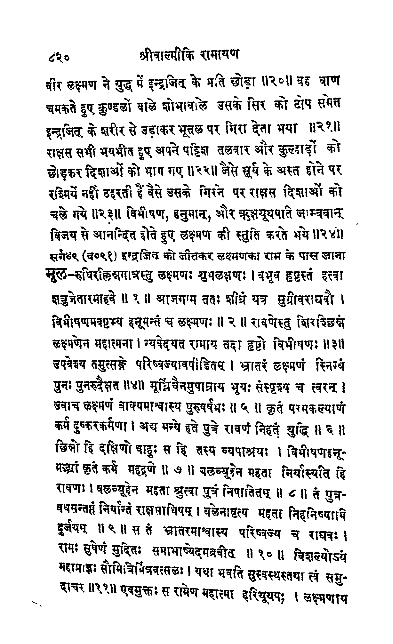 ८२० श्रीवाल्मीकि रामायण
वीर लक्ष्मण ने युद्ध में इन्द्रजित् के प्रति छोड़ा ॥२०॥ वह बाण
चमकते हुए कुण्डलों वाले शोभावाले उसके सिर को टोप समेत
इन्द्रजित् के शरीर से उड़ाकर भूतल पर गिरा देता भया ॥२१॥
राक्षस सभी भयभीत हुए अपने पट्टिश तलवार और कुल्हाड़ों को
छोड़कर दिशाओं को भाग गए ॥२२॥ जैसे सूर्य के अस्त होने पर
रश्मियें नहीं ठहरतीं हैं वैसे उसके गिरने पर राक्षस दिशाओं को
चले गये ॥२३॥ विभीषण, हनुमान्, और ऋक्षयूथपति जाम्बवान्
विजय से आनन्दित होते हुए लक्ष्मण की स्तुति करते भये ॥२४॥
सर्ग४९ (व०९१) इन्द्रजित् को जीतकर लक्ष्मणका राम के पास जाना
मूल–रुधिरक्लिन्नगात्रस्तु लक्ष्मणः शुभलक्षणः । बभूव हृष्टस्तं हत्वा
शत्रुजेतारमाहवे ॥ १ ॥ आजगाम ततः शीघ्रं यत्र सुग्रीवराघवौ ।
विभीषणमवष्टभ्य हनूमन्तं च लक्ष्मणः ॥ २ ॥ रावणेस्तु शिरश्छिन्नं
लक्ष्मणेन महात्मना । न्यवेदयत रामाय तदा हृष्टो विभीषणः ॥३॥
उपवेश्य तमुत्सङ्गे परिष्वज्यावपीडितम् । भ्रातरं लक्ष्मणं स्निग्धं
पुनः पुनरुदैक्षत ॥४॥ मूर्ध्नि चैनमुपाघ्राय भूयः संस्पृश्य च त्वरन् ।
उवाच लक्ष्मणं वाक्यमाश्वास्य पुरुषर्षभः ॥ ५ ॥ कृतं परमकल्याणं
कर्म दुष्करकर्मणा । अद्य मन्ये हते पुत्रे रावणं निहतं युद्धि ॥ ६ ॥
छिन्नो हि दक्षिणो बाहुः स हि तस्य व्यपाश्रयः । विभीषणहनू-
मद्भ्यां कृतं कर्म महद्रणे ॥ ७ ॥ बलव्यूहेन महता निर्यास्यति हि
रावणः । बलव्यूहेन महता श्रुत्वा पुत्रं निपातितम् ॥ ८ ॥ तं पुत्र-
वधसन्तप्तं निर्यान्तं राक्षसाधिपम् । बलेनावृत्य महता निहनिष्यामि
दुर्जयम् ॥ ९ ॥ स तं भ्रातरमाश्वास्य परिष्वज्य च राघवः ।
रामः सुषेणं मुदितः समाभाष्येदमब्रवीत् ॥ १० ॥ विशल्योऽयं
महाप्राज्ञः सौमित्रिर्मित्रवत्सलः । यथा भवति सुस्वस्थस्तथा त्वं समु-
दाचर ॥११॥ एवमुक्तः स रामेण महात्मा हरियूथपः । लक्ष्मणाय